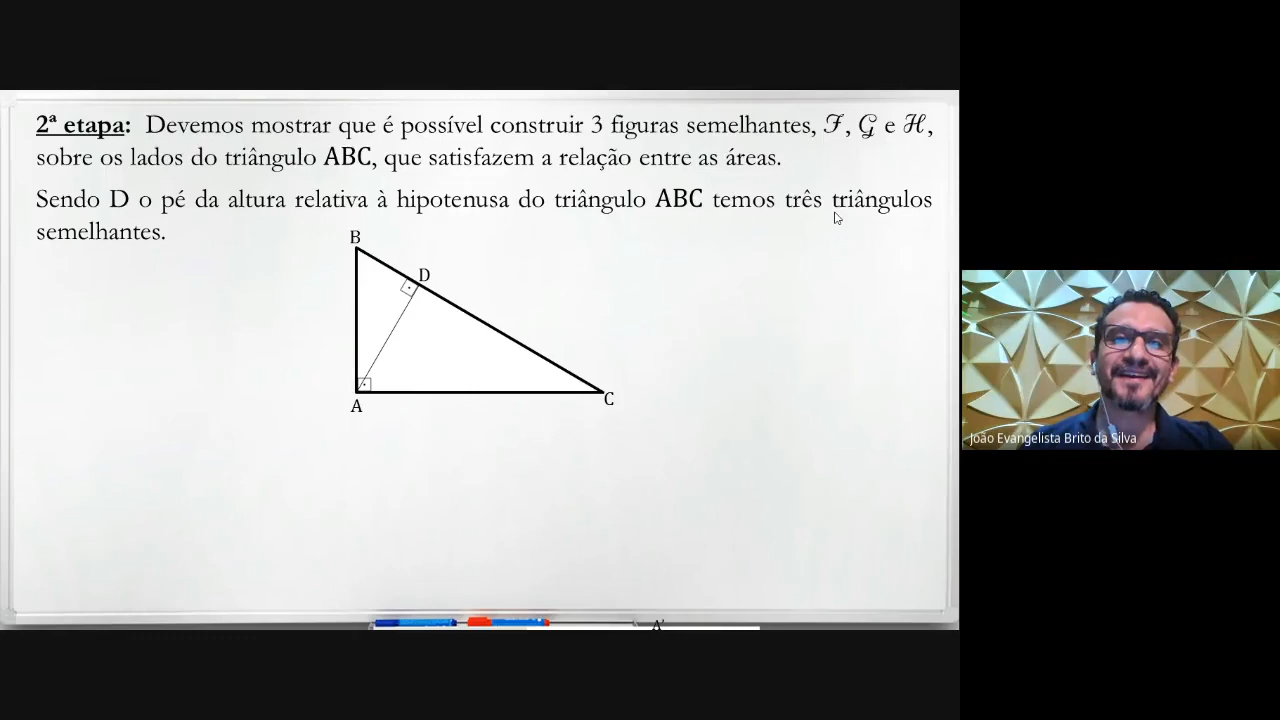 2ª etapa: Devemos mostrar que é possível construir 3 figuras semelhantes, ℱ, 𝒢 e ℋ,
sobre os lados do triângulo ABC, que satisfazem a relação entre as áreas.
Sendo D o pé da altura relativa à hipotenusa do triângulo ABC temos três triângulos
semelhantes.
B
D
A
C
A'
João Evangelista Brito da Silva